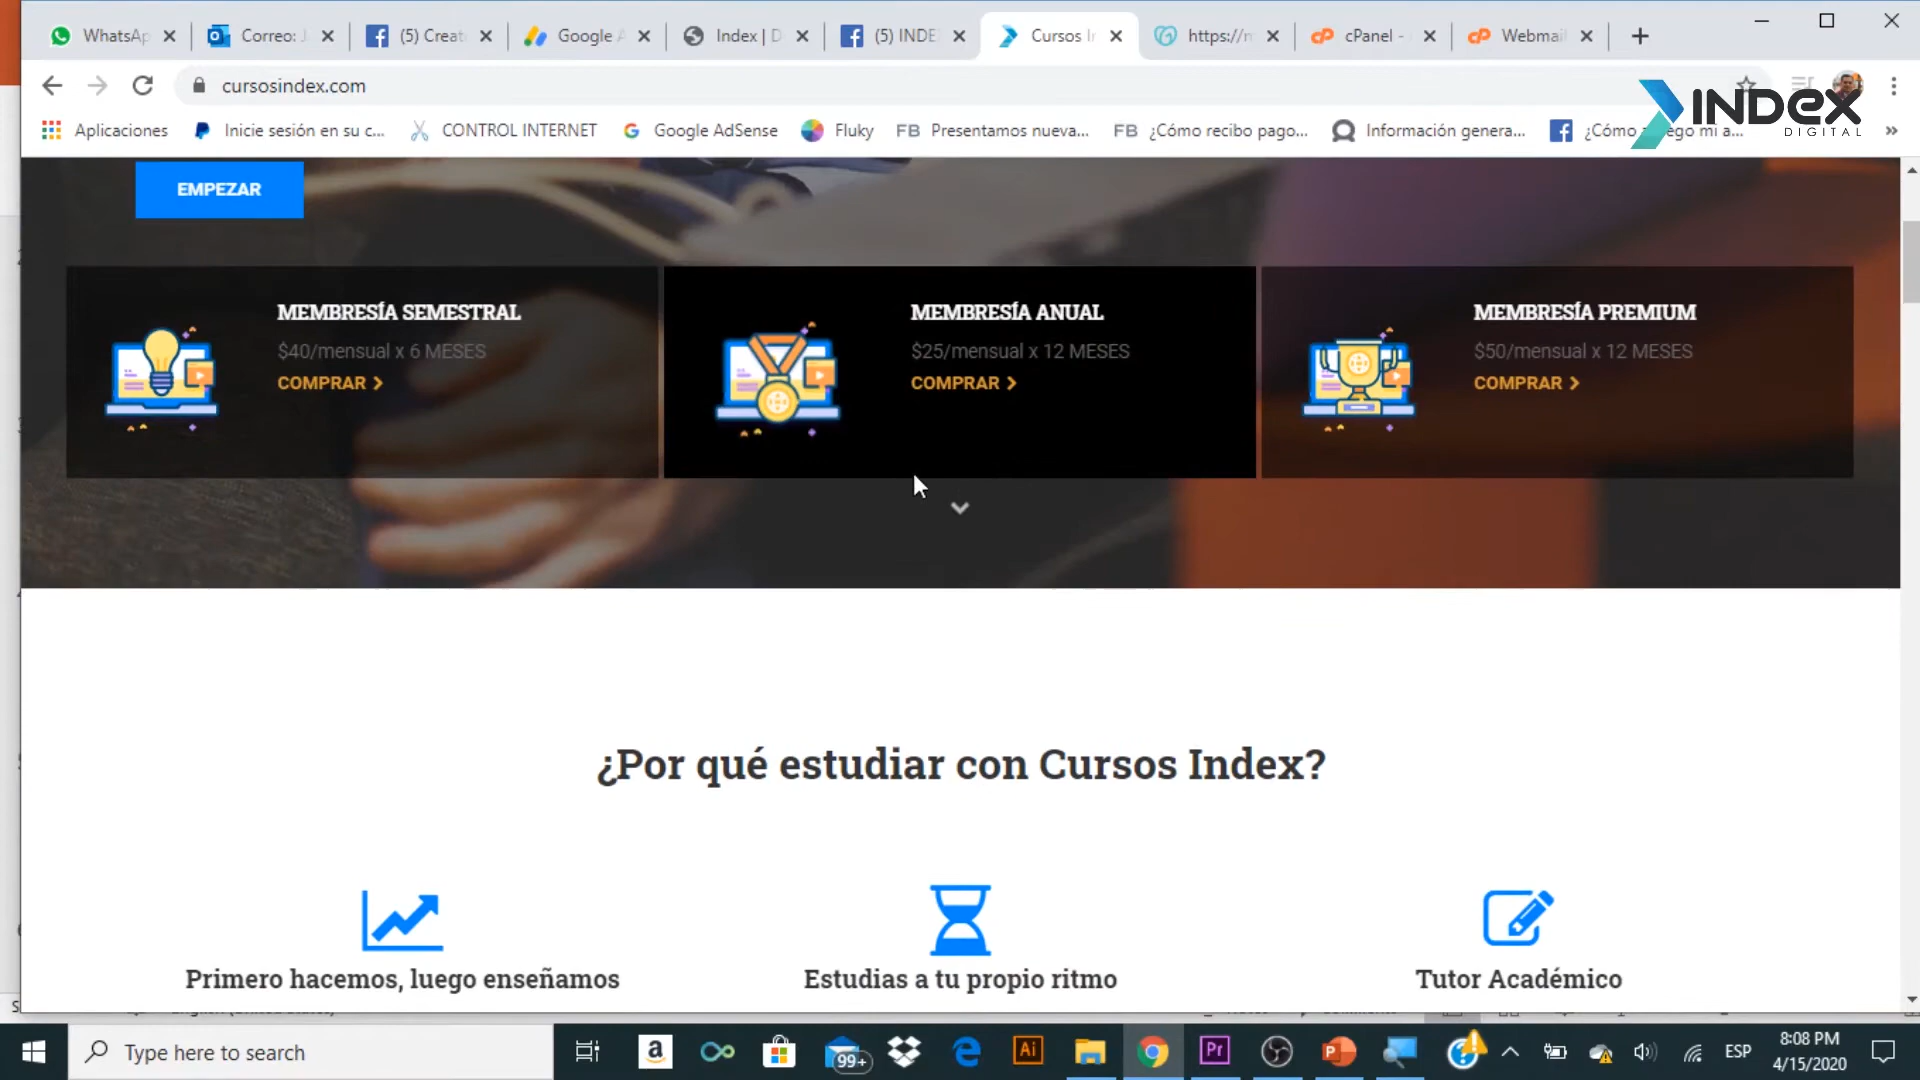 WhatsAp
Correo: J
(5) Creat
Google A
Index | D
(5) INDE
Cursos In
https://m
cPanel -
Webmail
cursosindex.com
INDEX
DIGITAL
Aplicaciones
Inicie sesión en su c...
CONTROL INTERNET
Google AdSense
Fluky
FB Presentamos nueva...
FB ¿Cómo recibo pago...
Información genera...
¿Cómo
EMPEZAR
MEMBRESÍA SEMESTRAL
$40/mensual x 6 MESES
COMPRAR
MEMBRESÍA ANUAL
$25/mensual x 12 MESES
COMPRAR
MEMBRESÍA PREMIUM
$50/mensual x 12 MESES
COMPRAR
¿Por qué estudiar con Cursos Index?
Primero hacemos, luego enseñamos
Estudias a tu propio ritmo
Tutor Académico
Type here to search
a
99+
Ai
Pr
ESP
8:08 PM
4/15/2020